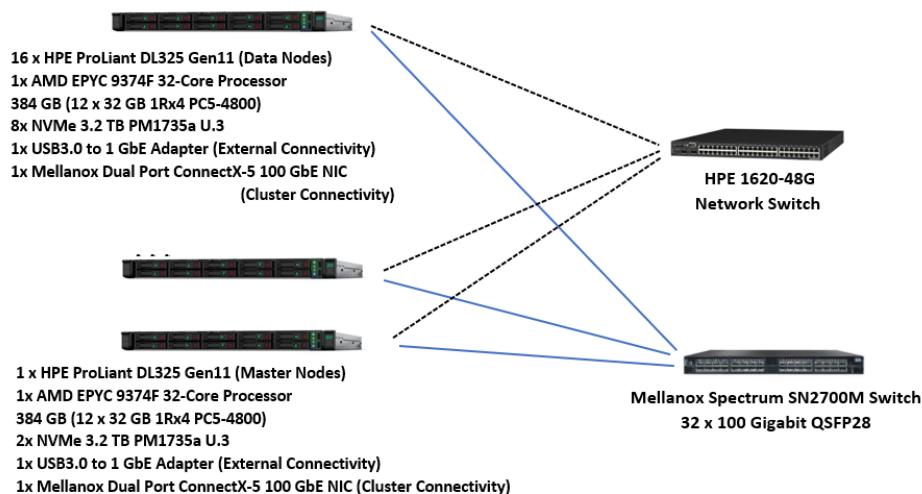 16 x HPE ProLiant DL325 Gen11 (Data Nodes)
1x AMD EPYC 9374F 32-Core Processor
384 GB (12 x 32 GB 1Rx4 PC5-4800)
8x NVMe 3.2 TB PM1735a U.3
1x USB3.0 to 1 GbE Adapter (External Connectivity)
1x Mellanox Dual Port ConnectX-5 100 GbE NIC
(Cluster Connectivity)
HPE 1620-48G
Network Switch
1 x HPE ProLiant DL325 Gen11 (Master Nodes)
1x AMD EPYC 9374F 32-Core Processor
384 GB (12 x 32 GB 1Rx4 PC5-4800)
2x NVMe 3.2 TB PM1735a U.3
1x USB3.0 to 1 GbE Adapter (External Connectivity)
1x Mellanox Dual Port ConnectX-5 100 GbE NIC (Cluster Connectivity)
Mellanox Spectrum SN2700M Switch
32 x 100 Gigabit QSFP28